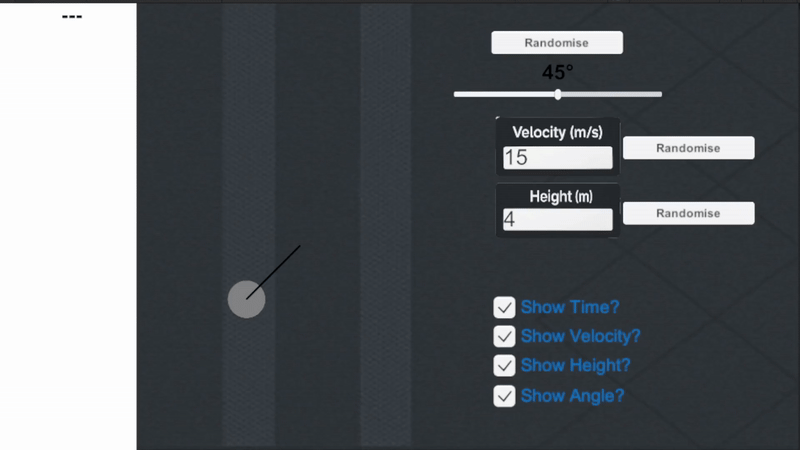 ---
Randomise
45°
Velocity (m/s)
15
Randomise
Height (m)
4
Randomise
Show Time?
Show Velocity?
Show Height?
Show Angle?